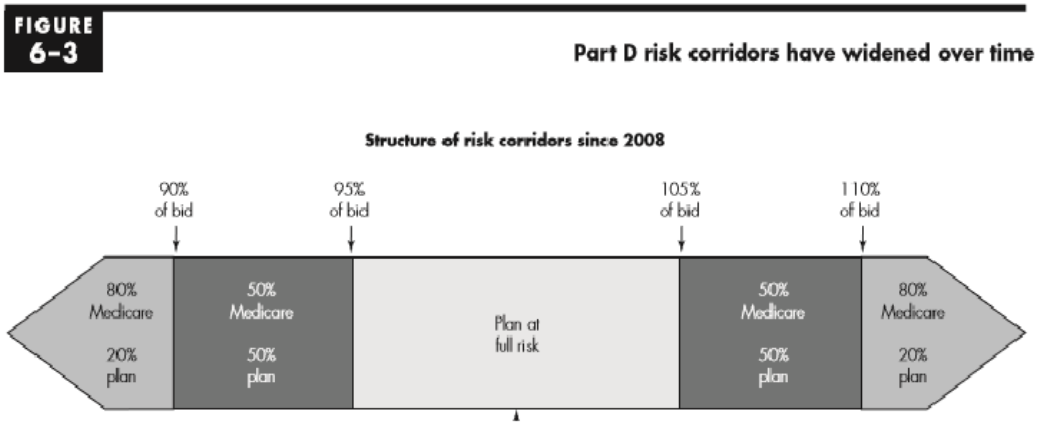 FIGURE
6-3
Part D risk corridors have widened over time
Structure of risk corridors since 2008
90%
of bid
95%
of bid
105%
of bid
110%
of bid
80%
Medicare
20%
plan
50%
Medicare
50%
plan
Plan at
full risk
50%
Medicare
50%
plan
80%
Medicare
20%
plan